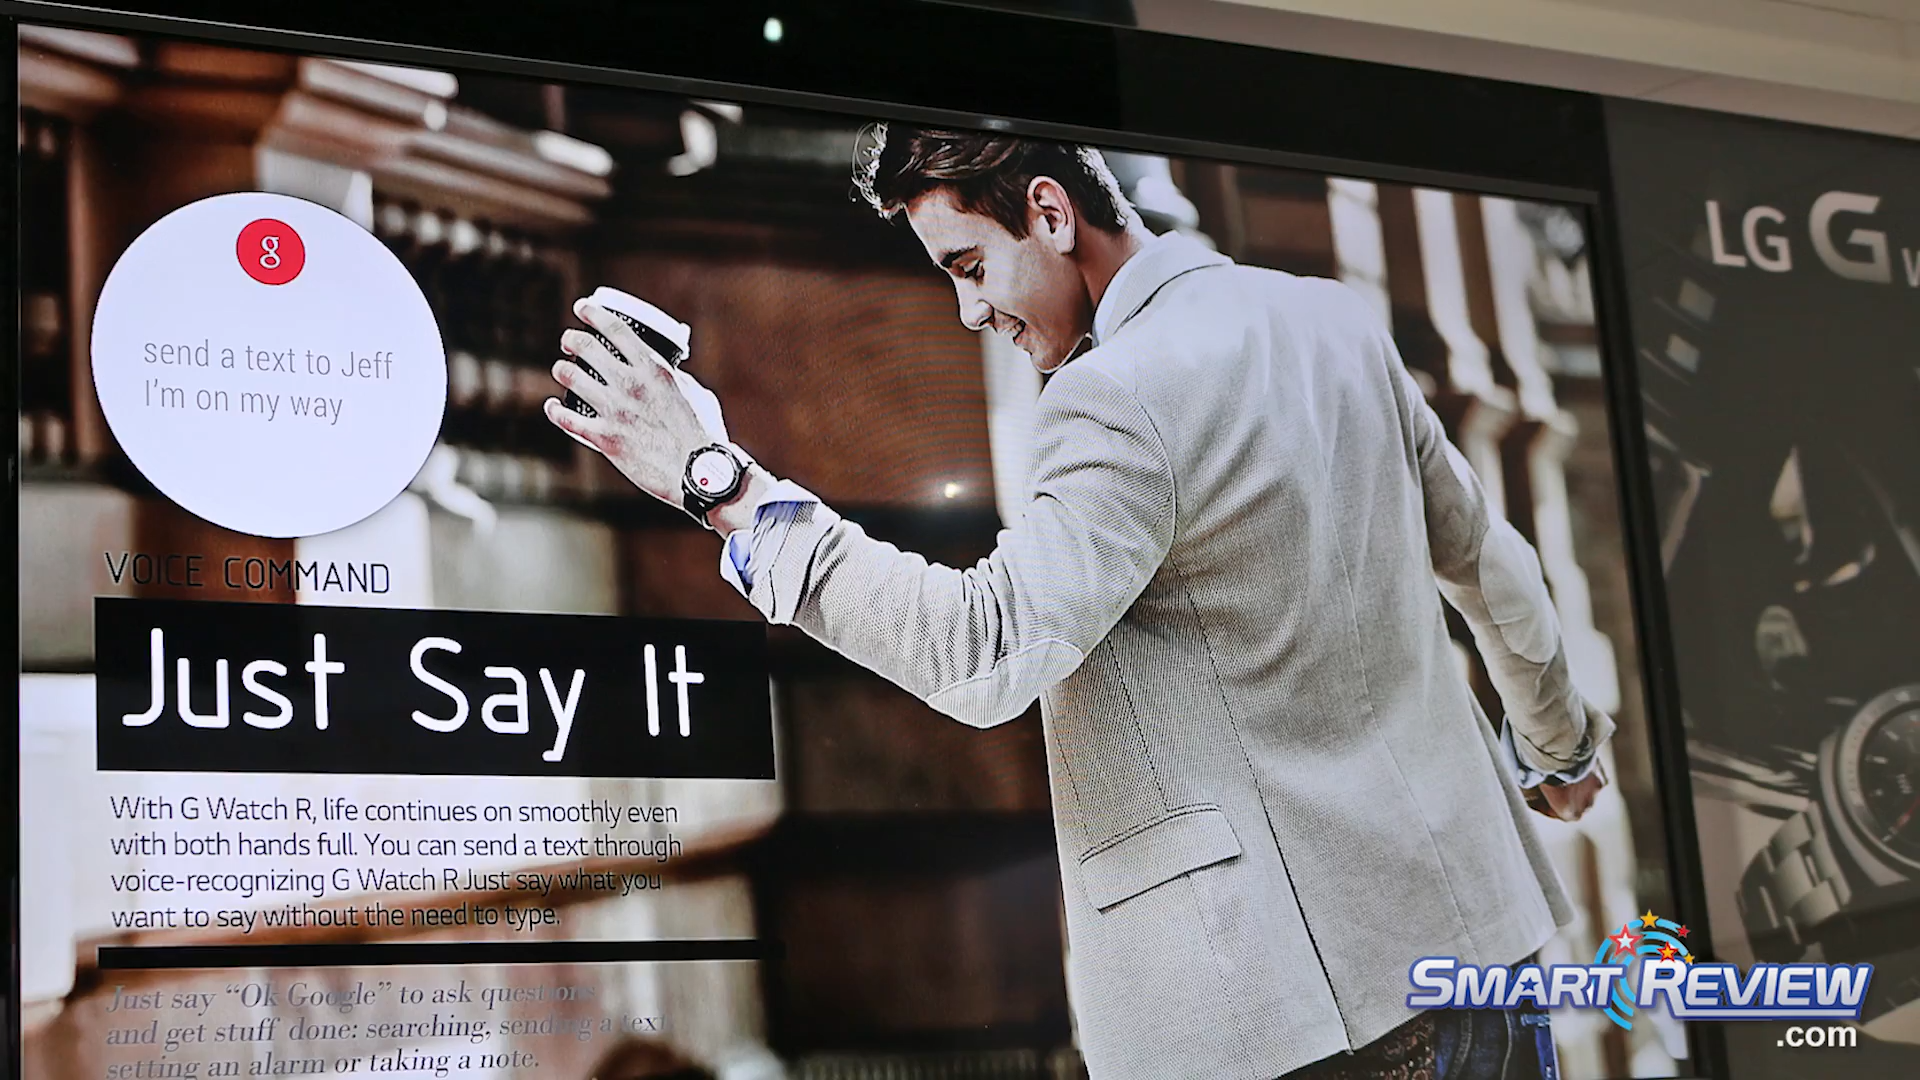 g
send a text to Jeff
I'm on my way
VOICE COMMAND
Just Say It
With G Watch R, life continues on smoothly even
with both hands full. You can send a text through
voice-recognizing G Watch R Just say what you
want to say without the need to type.
Just say “Ok Google” to ask questions
and get stuff done: searching, sending a text
setting an alarm or taking a note.
LG G
SMART REVIEW
.com